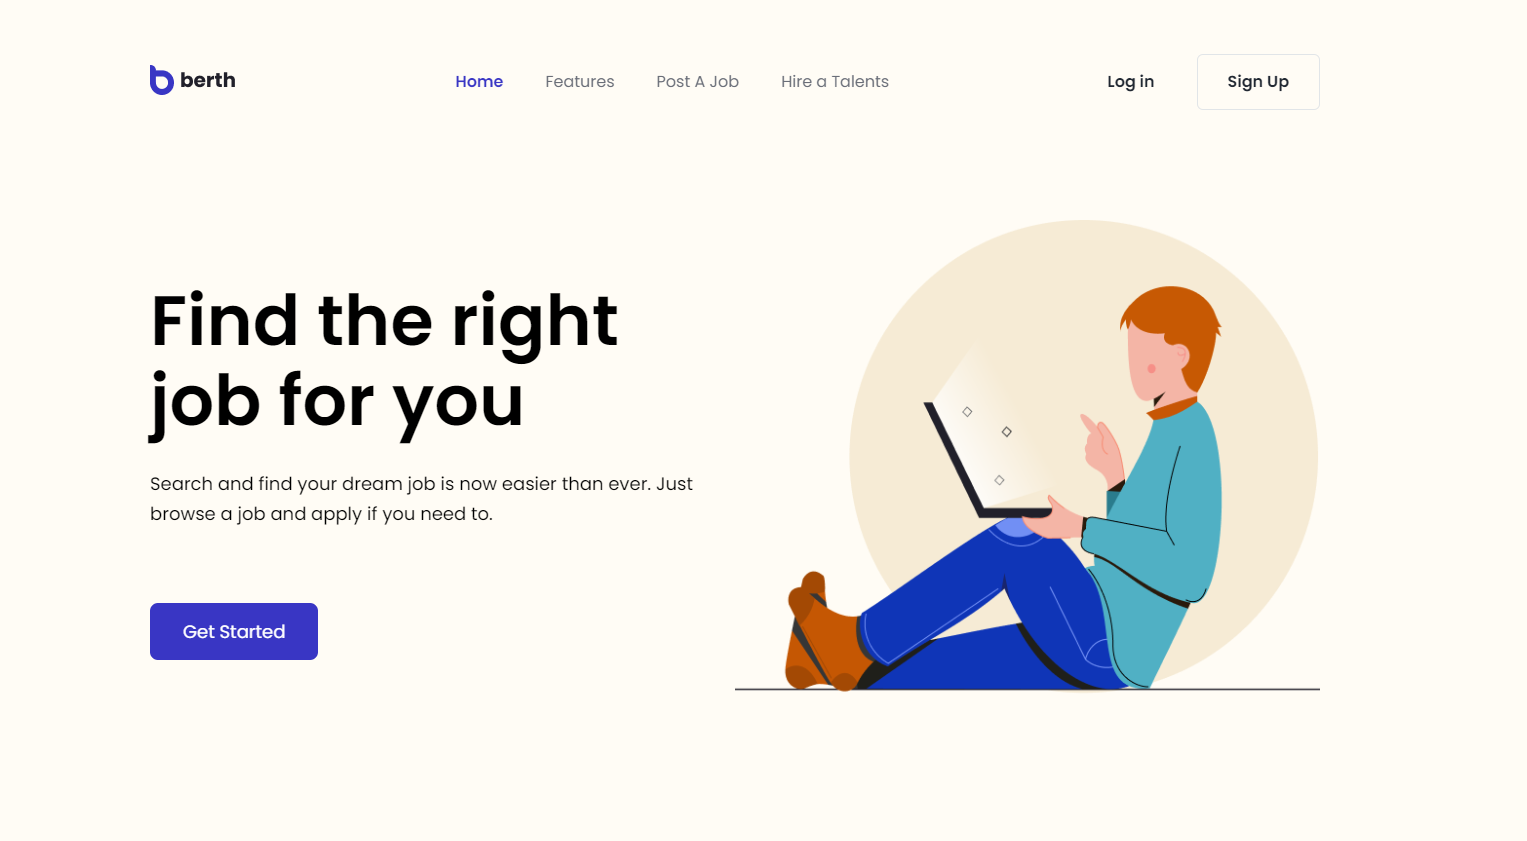 berth
Home
Features
Post A Job
Hire a Talents
Log in
Sign Up
Find the right
job for you
Search and find your dream job is now easier than ever. Just
browse a job and apply if you need to.
Get Started